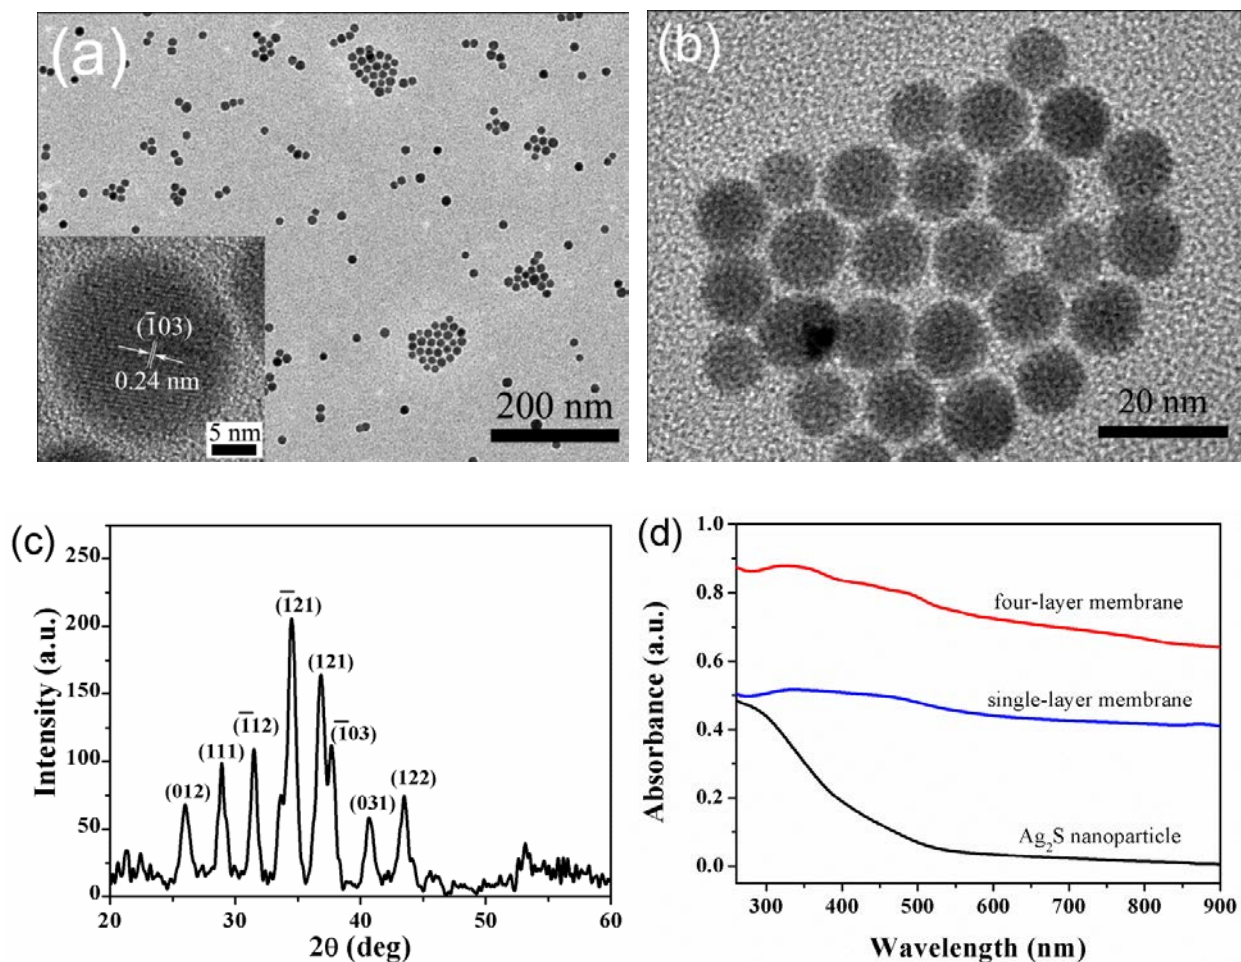 (a)
(1̅03)
0.24 nm
5 nm
200 nm
(b)
20 nm
(c)
Intensity (a.u.)
250
200
150
100
50
0
(012)
(111)
(1̅12)
(1̅21)
(121)
(1̅03)
(031)
(122)
20
30
40
50
60
2θ (deg)
(d)
Absorbance (a.u.)
1.0
0.8
0.6
0.4
0.2
0.0
four-layer membrane
single-layer membrane
Ag₂S nanoparticle
300
400
500
600
700
800
900
Wavelength (nm)